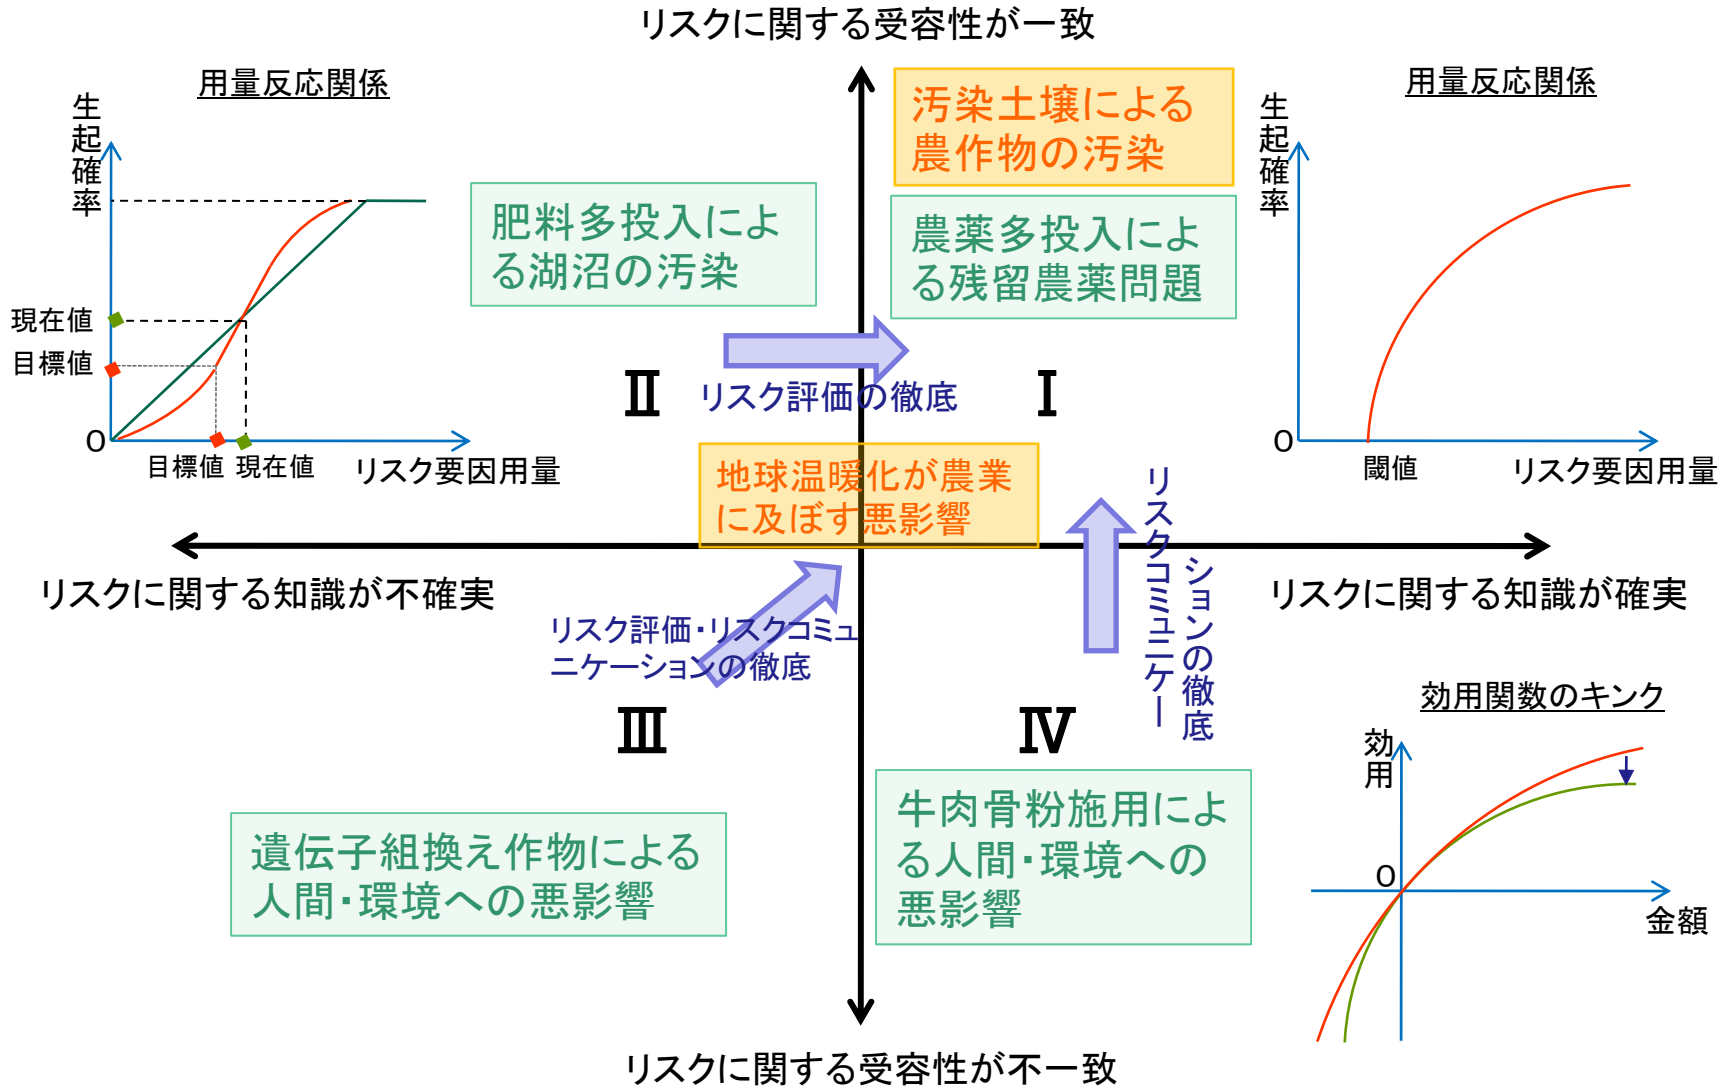 リスクに関する受容性が一致
用量反応関係
生起確率
現在値
目標値
O
目標値
現在値
リスク要因用量
肥料多投入によ
る湖沼の汚染
汚染土壌による
農作物の汚染
農薬多投入によ
る残留農薬問題
用量反応関係
生起確率
O
閾値
リスク要因用量
Ⅱ
リスク評価の徹底
Ⅰ
地球温暖化が農業
に及ぼす悪影響
リスクに関する知識が不確実
リスクに関する知識が確実
リスク評価・リスクコミュ
ニケーションの徹底
リスクコミュニケー
ションの徹底
Ⅲ
Ⅳ
遺伝子組換え作物による
人間・環境への悪影響
牛肉骨粉施用によ
る人間・環境への
悪影響
効用関数のキンク
効用
O
金額
リスクに関する受容性が不一致